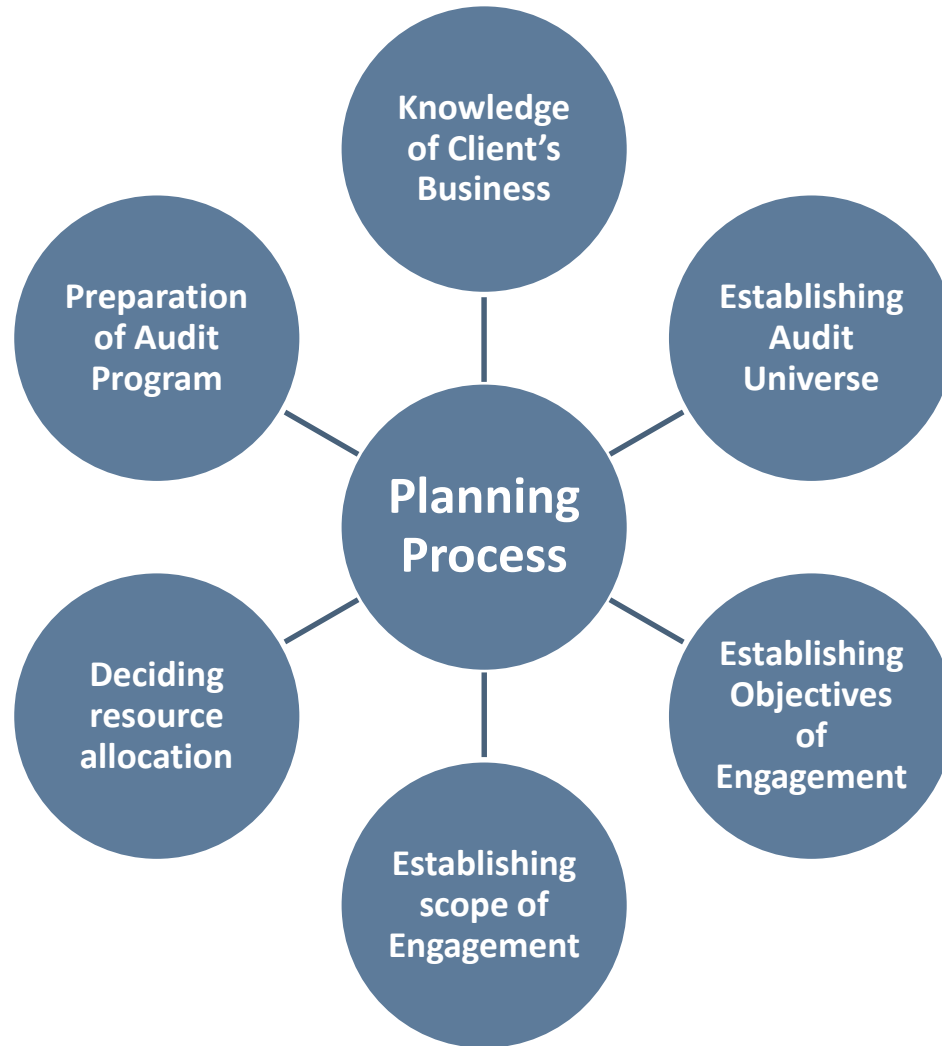 Knowledge
of Client’s
Business
Establishing
Audit
Universe
Establishing
Objectives
of
Engagement
Establishing
scope of
Engagement
Deciding
resource
allocation
Preparation
of Audit
Program
Planning
Process